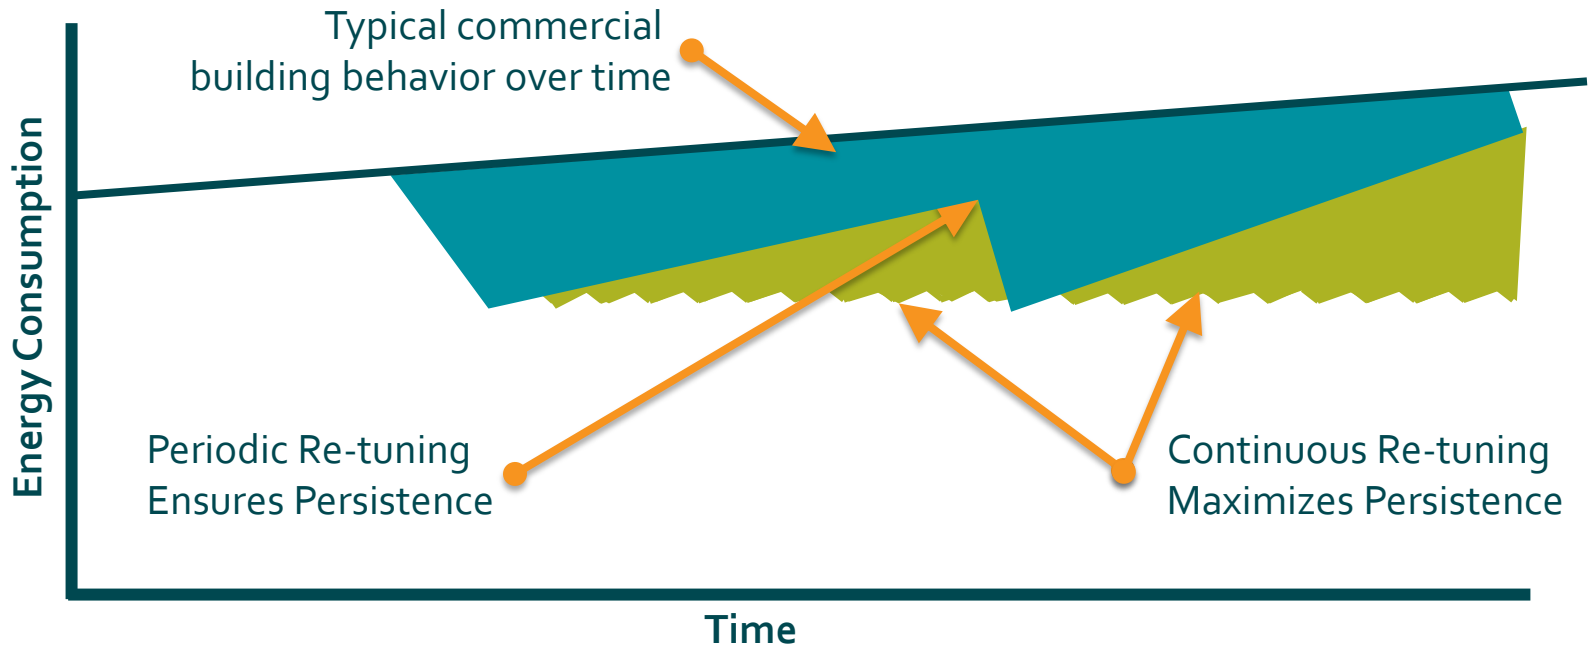 Typical commercial
building behavior over time
Energy Consumption
Periodic Re-tuning
Ensures Persistence
Continuous Re-tuning
Maximizes Persistence
Time